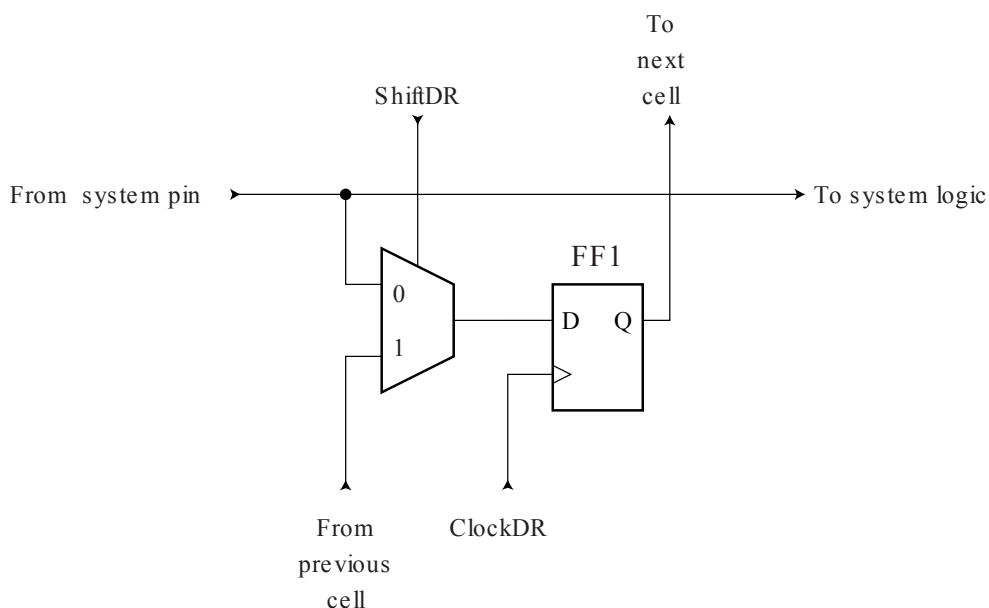 To
next
cell
ShiftDR
From system pin
To system logic
FF1
0
D Q
1
From
previous
cell
ClockDR